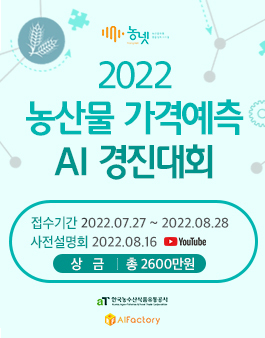 농넷
2022
농산물 가격예측
AI 경진대회
접수기간 2022.07.27 ~ 2022.08.28
사전설명회 2022.08.16 YouTube
상 금 총 2600만원
aT 한국농수산식품유통공사
AIFactory